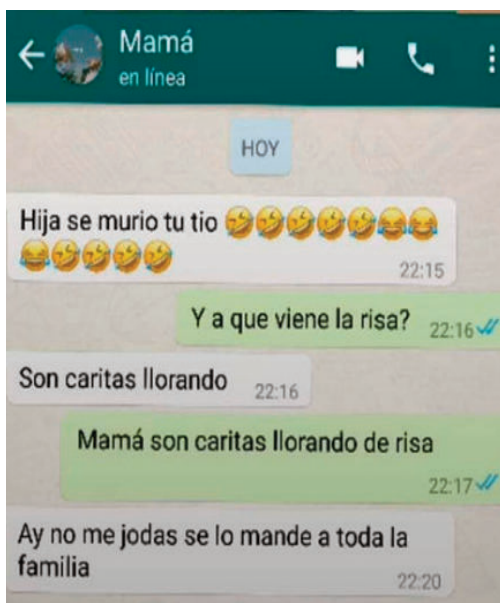 Mamá
en línea
HOY
Hija se murio tu tio 🤣🤣🤣🤣🤣😂😂
😂🤣🤣🤣🤣
22:15
Y a que viene la risa? 22:16
Son caritas llorando 22:16
Mamá son caritas llorando de risa
22:17
Ay no me jodas se lo mande a toda la
familia
22:20